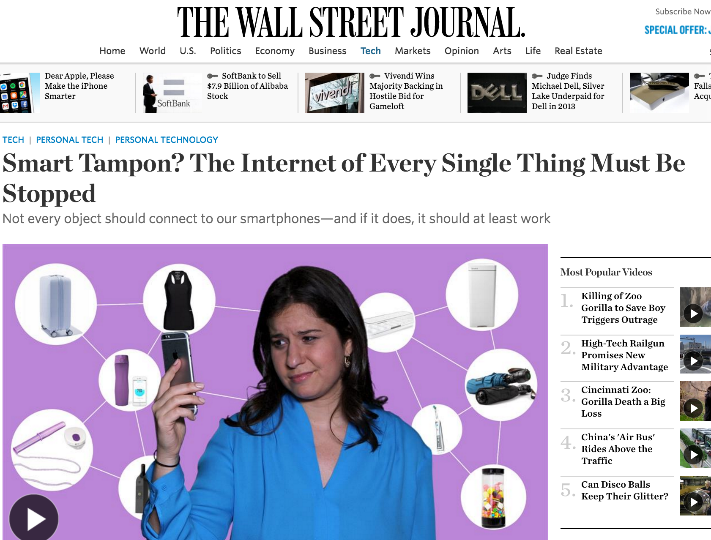 THE WALL STREET JOURNAL.
Subscribe Now
SPECIAL OFFER:
Home World U.S. Politics Economy Business Tech Markets Opinion Arts Life Real Estate
Dear Apple, Please
Make the iPhone
Smarter
SoftBank
SoftBank to Sell
$7.9 Billion of Alibaba
Stock
vivendi
Vivendi Wins
Majority Backing in
Hostile Bid for
Gameloft
DELL
Judge Finds
Michael Dell, Silver
Lake Underpaid for
Dell in 2013
TECH | PERSONAL TECH | PERSONAL TECHNOLOGY
Smart Tampon? The Internet of Every Single Thing Must Be
Stopped
Not every object should connect to our smartphones—and if it does, it should at least work
Most Popular Videos
1. Killing of Zoo
Gorilla to Save Boy
Triggers Outrage
2. High-Tech Railgun
Promises New
Military Advantage
3. Cincinnati Zoo:
Gorilla Death a Big
Loss
4. China's 'Air Bus'
Rides Above the
Traffic
5. Can Disco Balls
Keep Their Glitter?